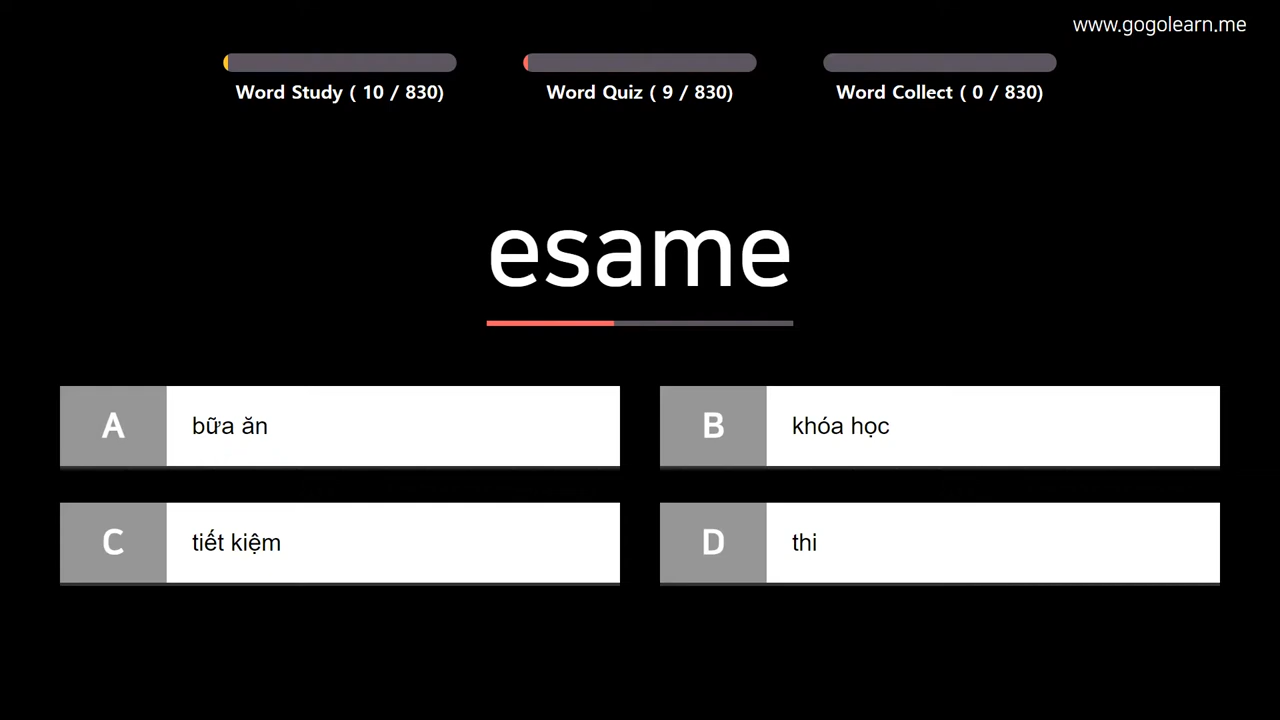 www.gogolearn.me
Word Study ( 10 / 830)
Word Quiz ( 9 / 830)
Word Collect ( 0 / 830)
esame
A bữa ăn
B khóa học
C tiết kiệm
D thi